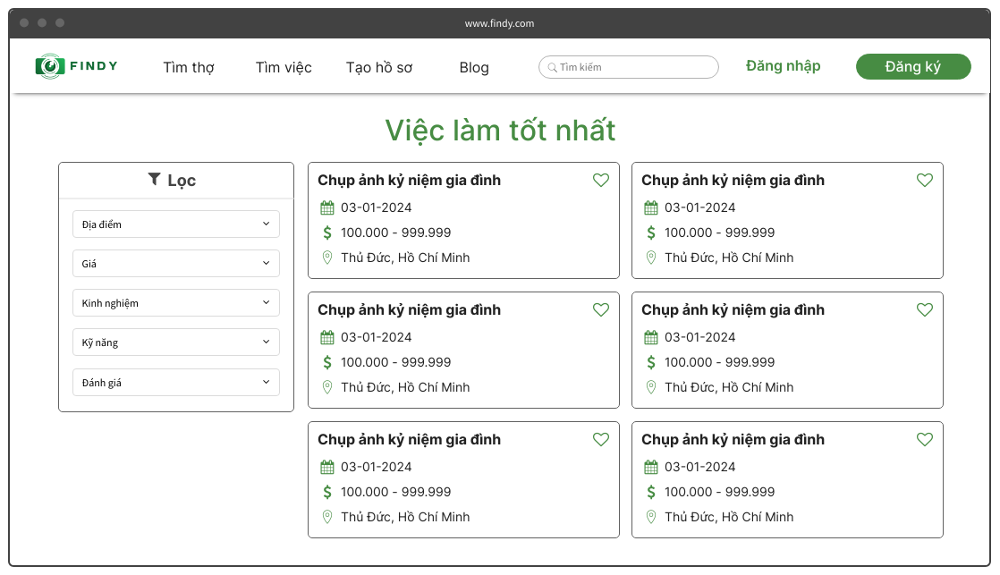 www.findy.com
FINDY
Tìm thợ
Tìm việc
Tạo hồ sơ
Blog
Tìm kiếm
Đăng nhập
Đăng ký
Việc làm tốt nhất
Lọc
Địa điểm
Giá
Kinh nghiệm
Kỹ năng
Đánh giá
Chụp ảnh kỷ niệm gia đình
03-01-2024
100.000 - 999.999
Thủ Đức, Hồ Chí Minh
Chụp ảnh kỷ niệm gia đình
03-01-2024
100.000 - 999.999
Thủ Đức, Hồ Chí Minh
Chụp ảnh kỷ niệm gia đình
03-01-2024
100.000 - 999.999
Thủ Đức, Hồ Chí Minh
Chụp ảnh kỷ niệm gia đình
03-01-2024
100.000 - 999.999
Thủ Đức, Hồ Chí Minh
Chụp ảnh kỷ niệm gia đình
03-01-2024
100.000 - 999.999
Thủ Đức, Hồ Chí Minh
Chụp ảnh kỷ niệm gia đình
03-01-2024
100.000 - 999.999
Thủ Đức, Hồ Chí Minh